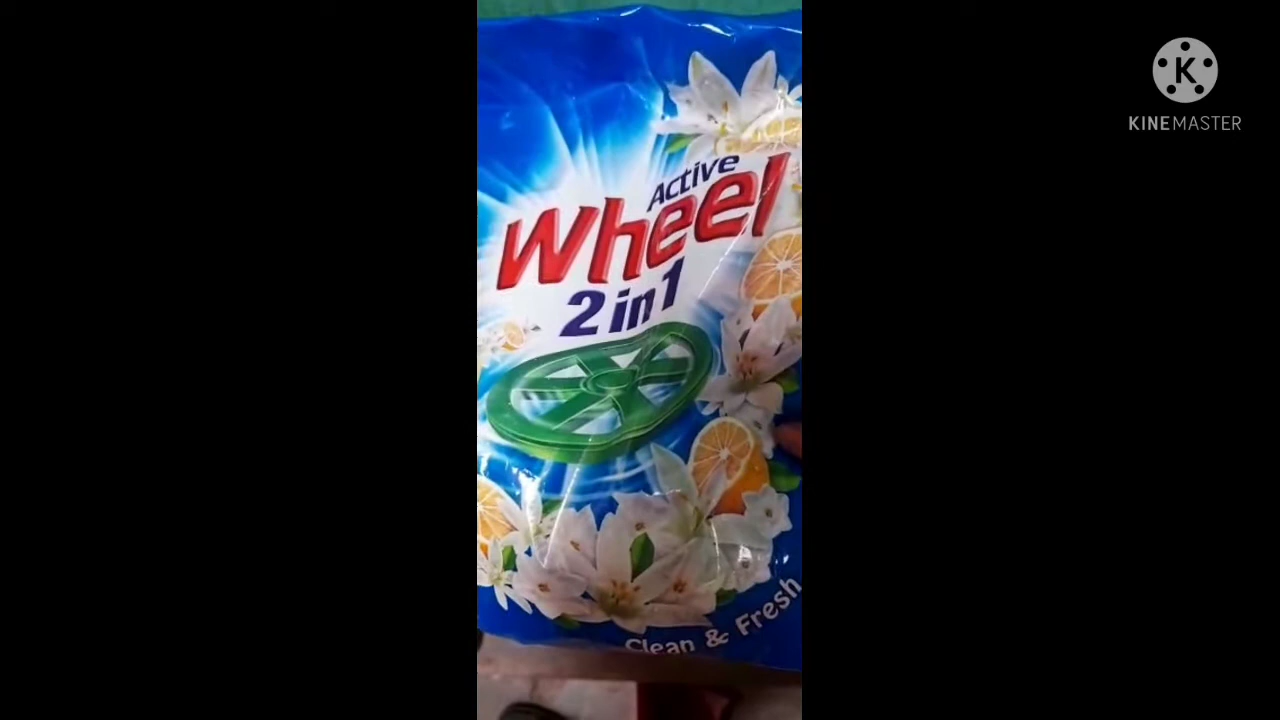 K
KINEMASTER
Active
Wheel
2 in 1
Clean & Fresh